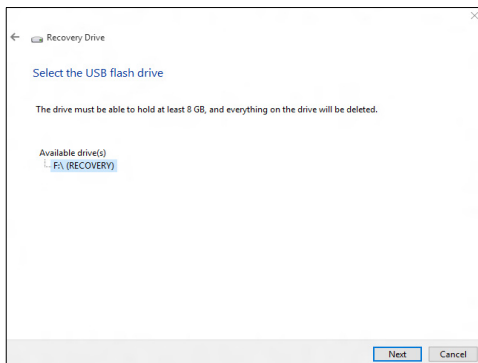 Recovery Drive
Select the USB flash drive
The drive must be able to hold at least 8 GB, and everything on the drive will be deleted.
Available drive(s)
F:\ (RECOVERY)
Next Cancel